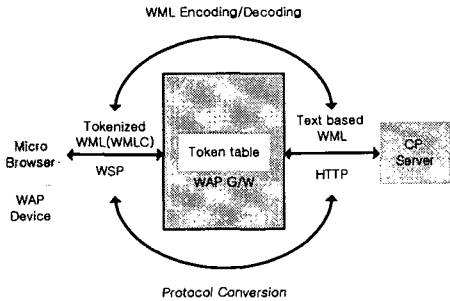 WML Encoding/Decoding
Tokenized
WML(WMLC)
Text based
WML
Micro
Browser
Token table
CP
Server
WSP
WAP G/W
HTTP
WAP
Device
Protocol Conversion